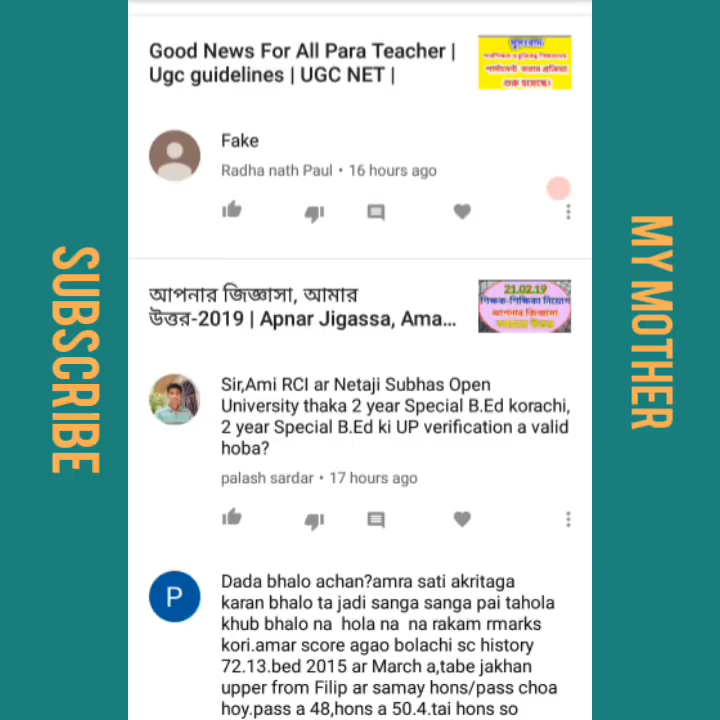 Good News For All Para Teacher |
Ugc guidelines | UGC NET |
Fake
Radha nath Paul • 16 hours ago
আপনার জিজ্ঞাসা, আমার
উত্তর-2019 | Apnar Jigassa, Ama...
21.02.19
শিক্ষক-শিক্ষিকা নিয়োগ
আপনার জিজ্ঞাসা
আমার উত্তর
Sir,Ami RCI ar Netaji Subhas Open
University thaka 2 year Special B.Ed korachi,
2 year Special B.Ed ki UP verification a valid
hoba?
palash sardar • 17 hours ago
P
Dada bhalo achan?amra sati akritaga
karan bhalo ta jadi sanga sanga pai tahola
khub bhalo na hola na na rakam rmarks
kori.amar score agao bolachi sc history
72.13.bed 2015 ar March a,tabe jakhan
upper from Filip ar samay hons/pass choa
hoy.pass a 48,hons a 50.4.tai hons so
SUBSCRIBE
MY MOTHER